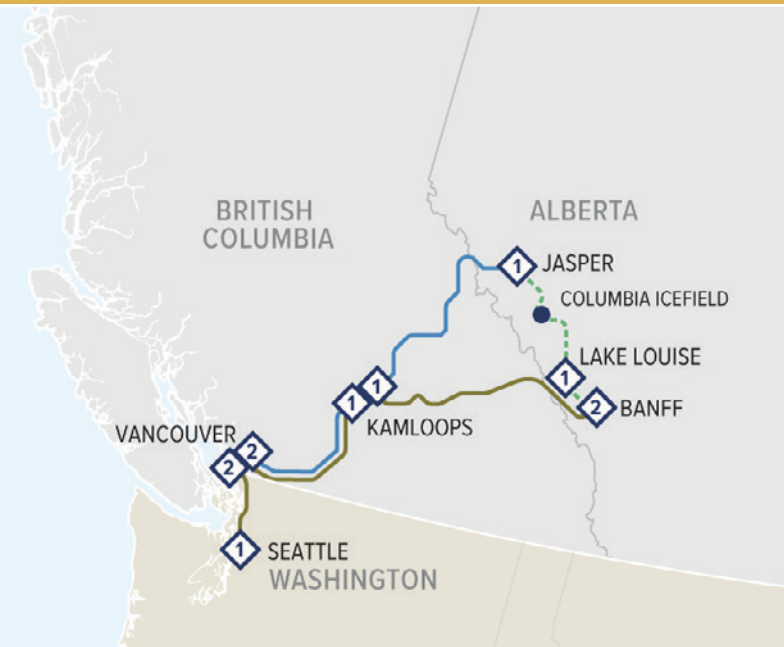 BRITISH
COLUMBIA
ALBERTA
1 JASPER
COLUMBIA ICEFIELD
LAKE LOUISE
1
2 BANFF
1
1
KAMLOOPS
VANCOUVER
2
2
1 SEATTLE
WASHINGTON